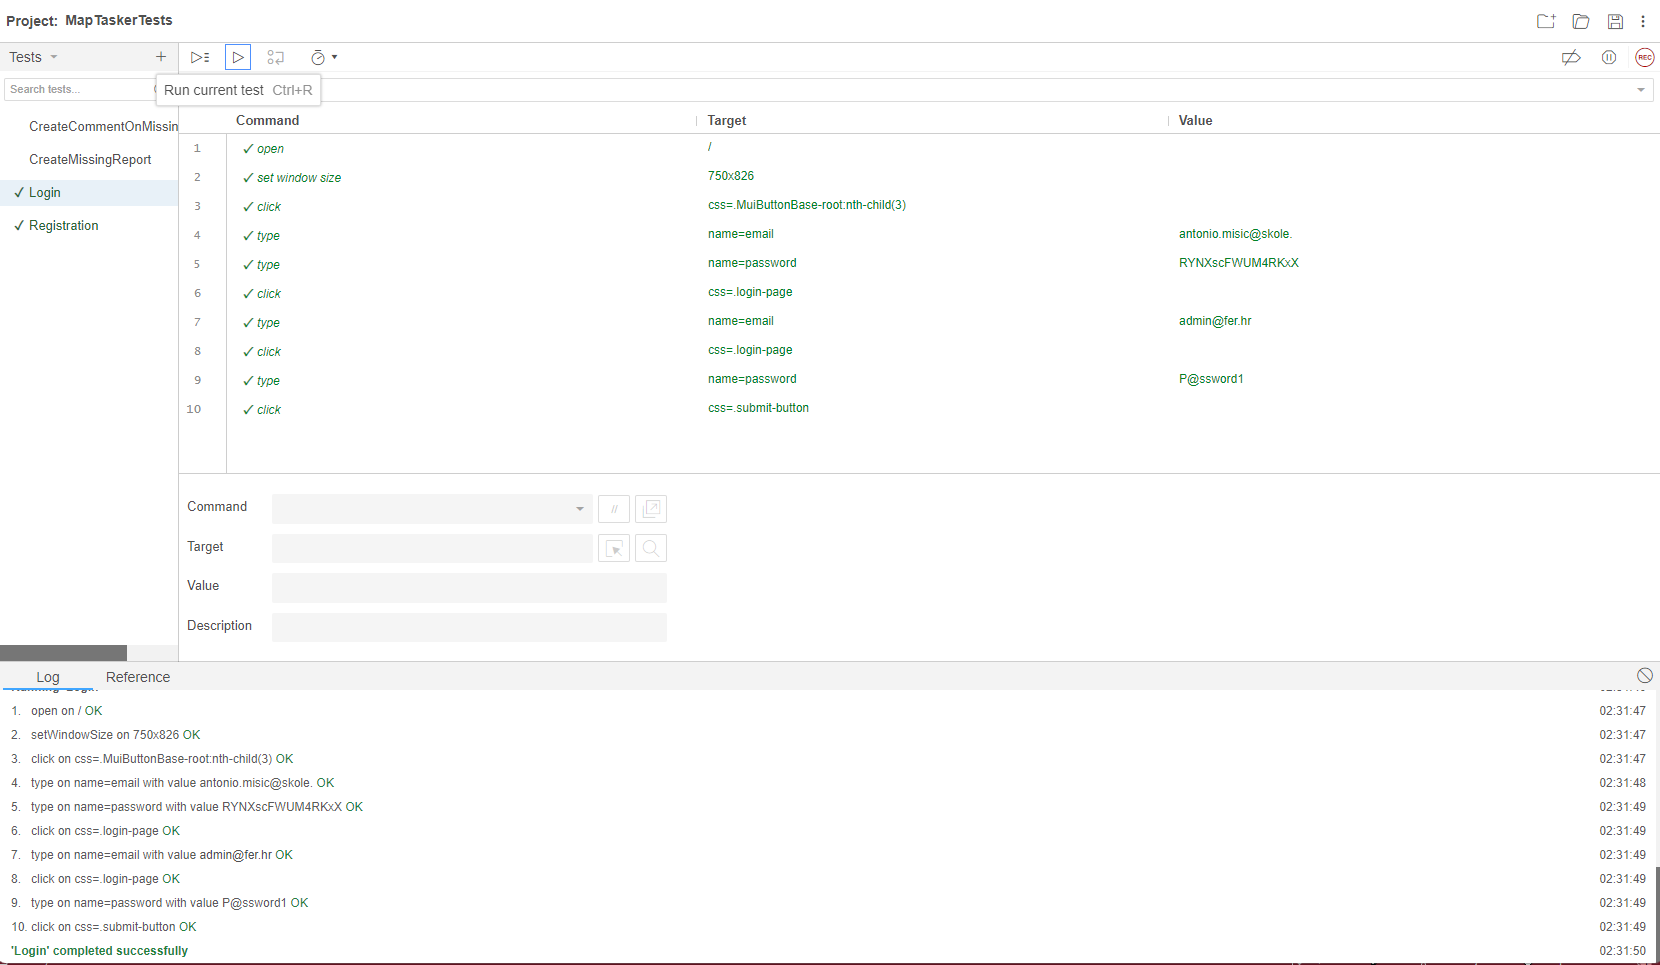 Project: MapTaskerTests
Tests
Search tests...
Run current test Ctrl+R
REC
CreateCommentOnMissin
CreateMissingReport
✓ Login
✓ Registration
Command Target Value
1 ✓ open /
2 ✓ set window size 750x826
3 ✓ click css=.MuiButtonBase-root:nth-child(3)
4 ✓ type name=email antonio.misic@skole.
5 ✓ type name=password RYNXscFWUM4RKxX
6 ✓ click css=.login-page
7 ✓ type name=email admin@fer.hr
8 ✓ click css=.login-page
9 ✓ type name=password P@ssword1
10 ✓ click css=.submit-button
Command //
Target
Value
Description
Log Reference
1. open on / OK 02:31:47
2. setWindowSize on 750x826 OK 02:31:47
3. click on css=.MuiButtonBase-root:nth-child(3) OK 02:31:47
4. type on name=email with value antonio.misic@skole. OK 02:31:48
5. type on name=password with value RYNXscFWUM4RKxX OK 02:31:49
6. click on css=.login-page OK 02:31:49
7. type on name=email with value admin@fer.hr OK 02:31:49
8. click on css=.login-page OK 02:31:49
9. type on name=password with value P@ssword1 OK 02:31:49
10. click on css=.submit-button OK 02:31:49
'Login' completed successfully 02:31:50